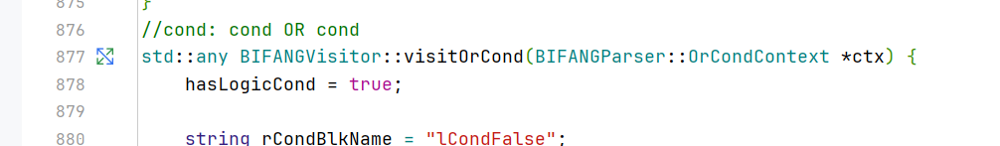 875 }
876 //cond: cond OR cond
877 std::any BIFANGVisitor::visitOrCond(BIFANGParser::OrCondContext *ctx) {
878 hasLogicCond = true;
879
880 string rCondBlkName = "lCondFalse";